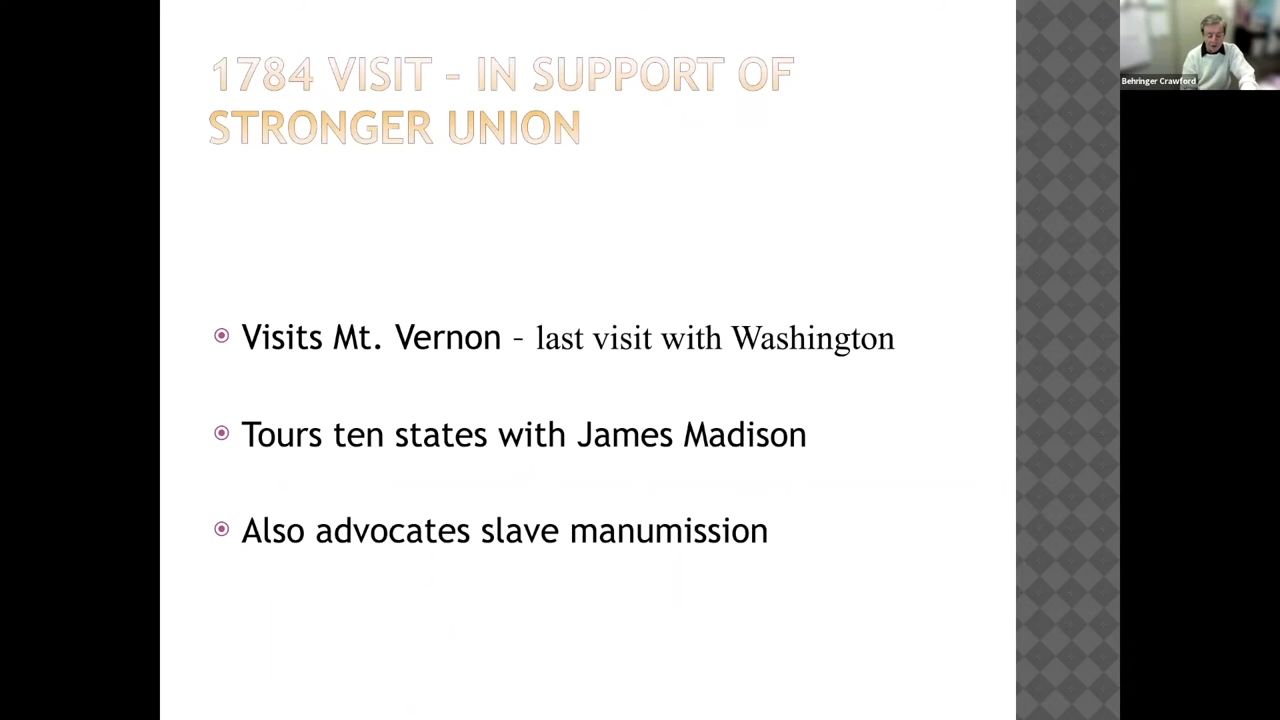 1784 VISIT – IN SUPPORT OF
STRONGER UNION
Visits Mt. Vernon – last visit with Washington
Tours ten states with James Madison
Also advocates slave manumission
Behringer Crawford